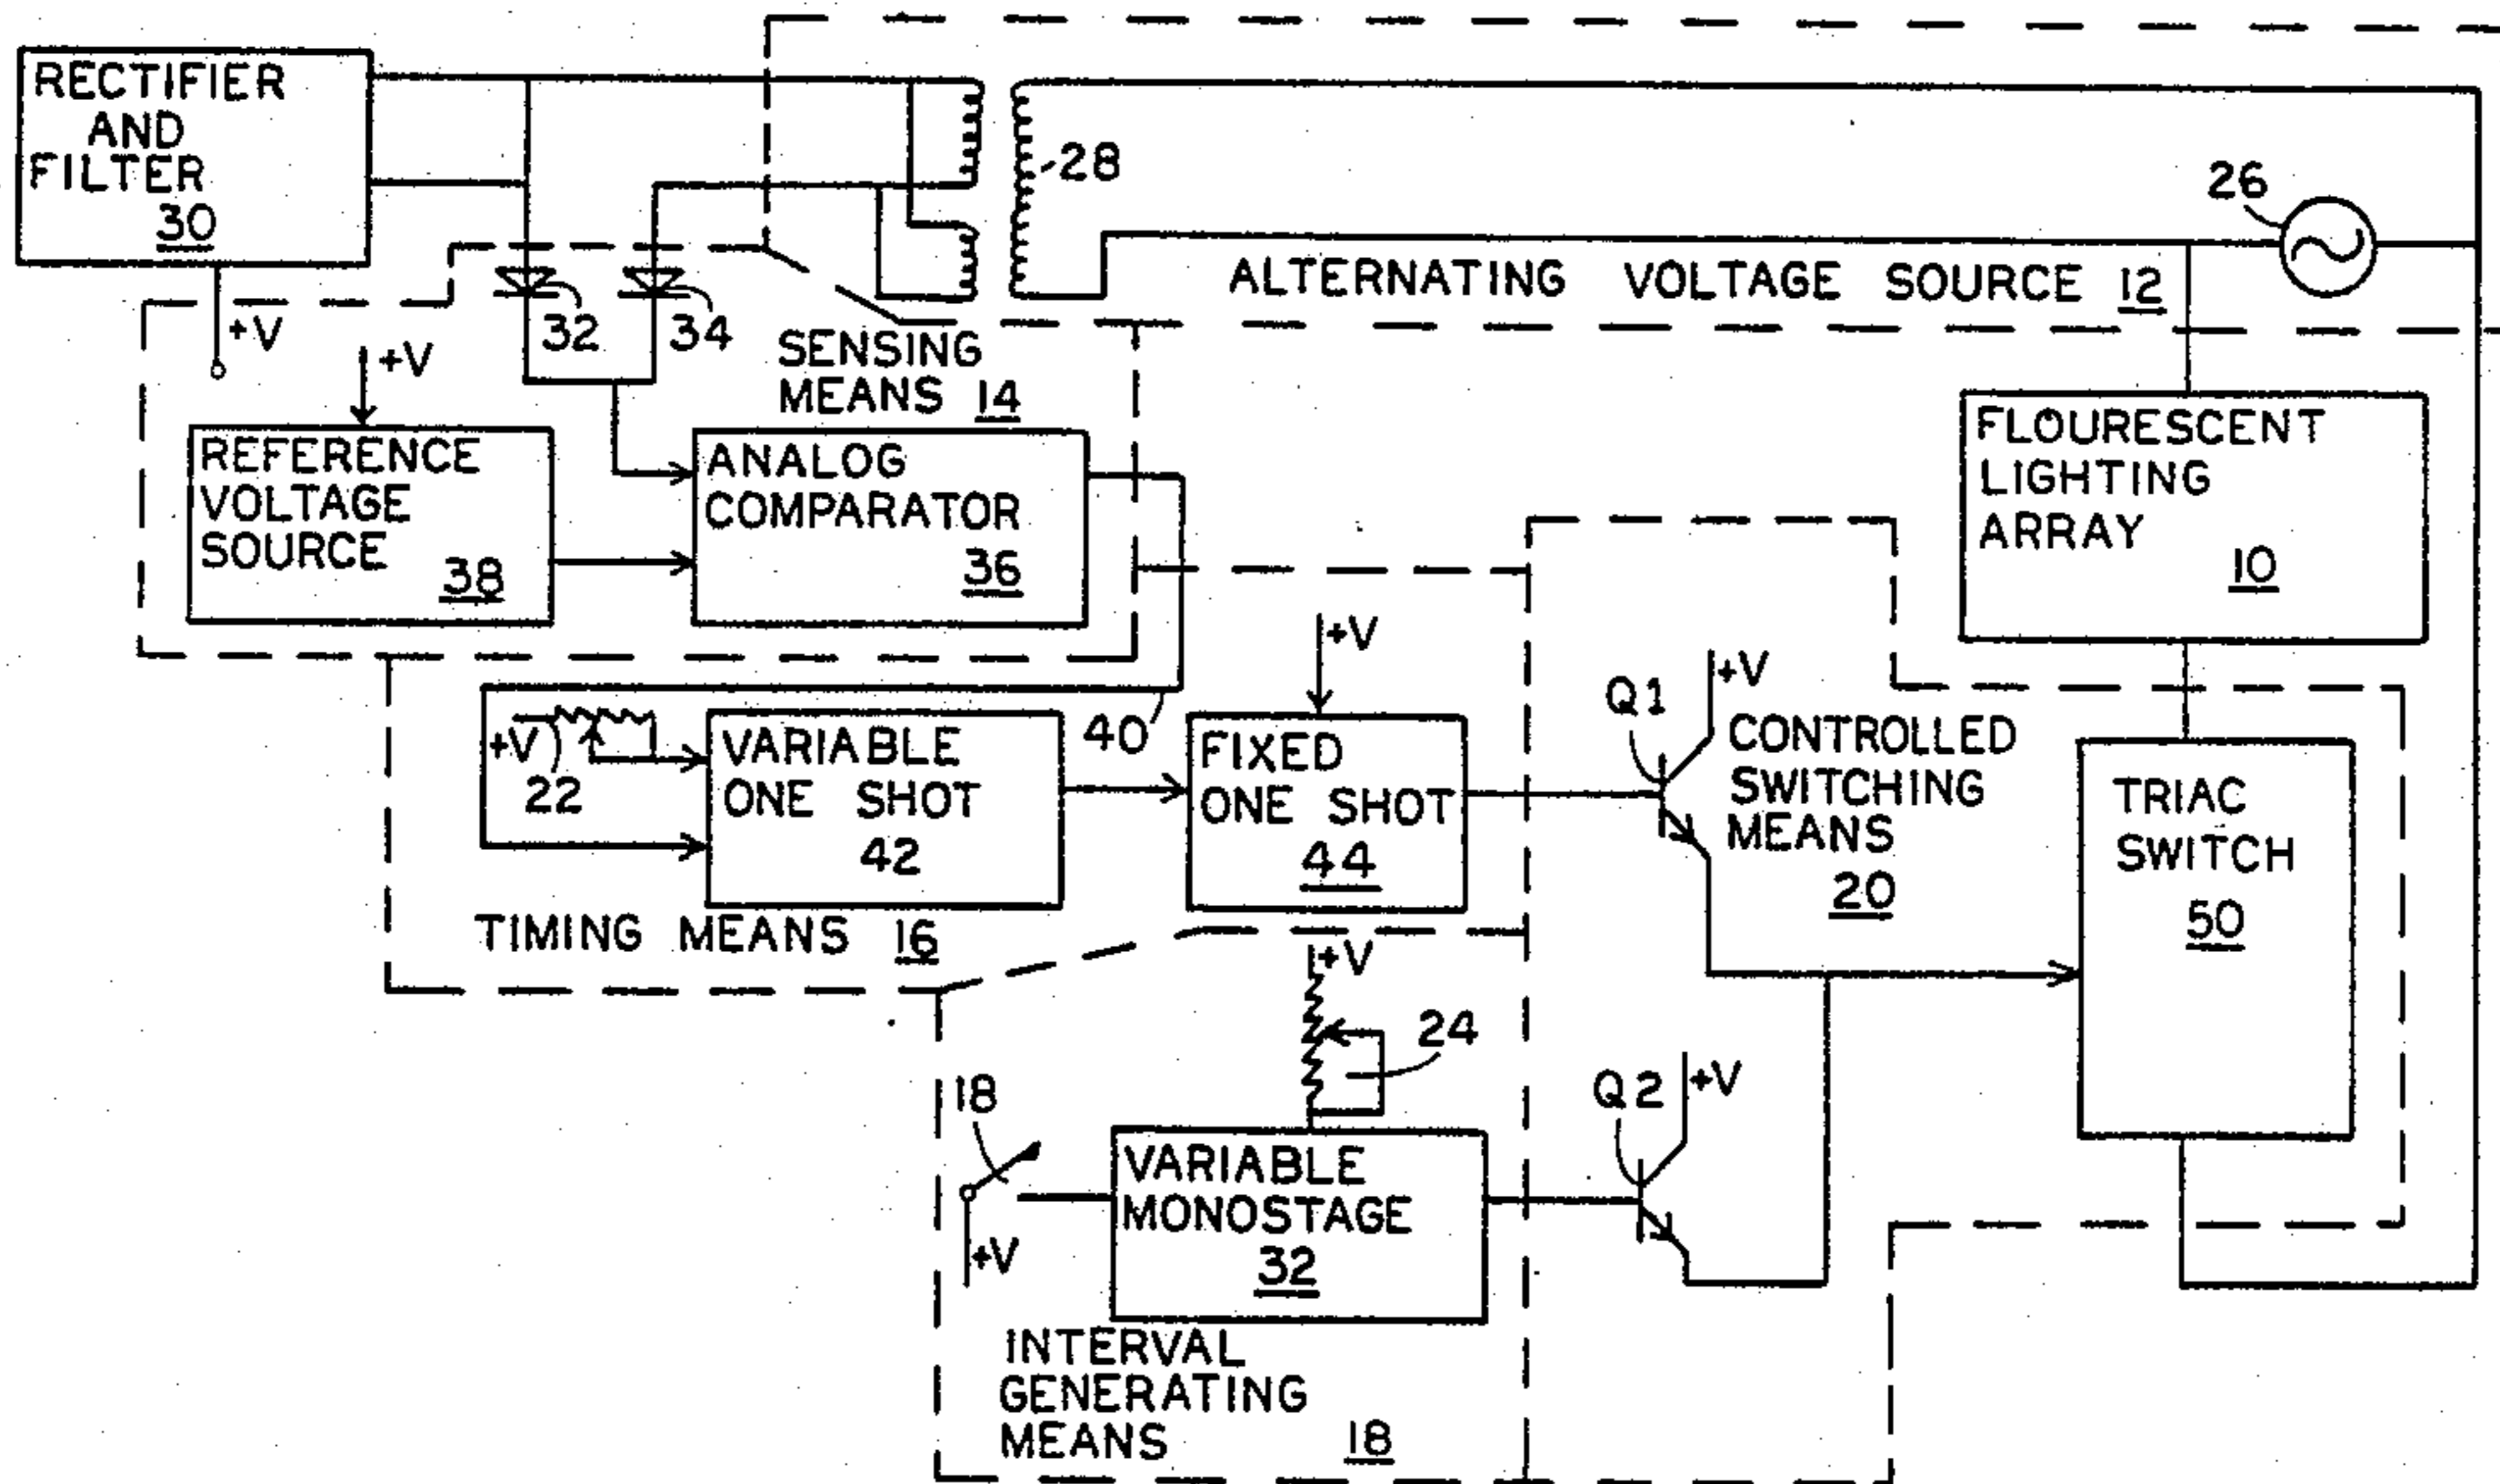 RECTIFIER
AND
FILTER
30
+V
28
26
ALTERNATING VOLTAGE SOURCE 12
32
34
SENSING
MEANS 14
+V
REFERENCE
VOLTAGE
SOURCE
38
ANALOG
COMPARATOR
36
FLOURESCENT
LIGHTING
ARRAY
10
40
+V
22
VARIABLE
ONE SHOT
42
+V
FIXED
ONE SHOT
44
TIMING MEANS 16
Q1
+V
CONTROLLED
SWITCHING
MEANS
20
TRIAC
SWITCH
50
+V
24
18
+V
VARIABLE
MONOSTAGE
32
Q2
+V
INTERVAL
GENERATING
MEANS 18